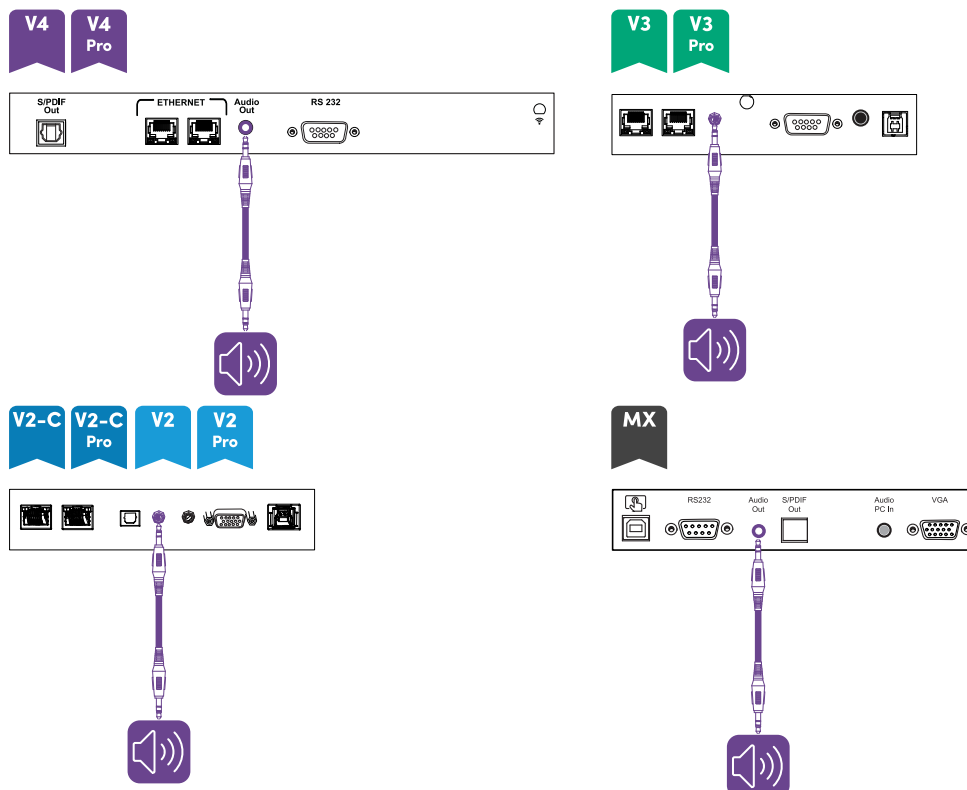 V4
V4
Pro
S/PDIF
Out
ETHERNET
Audio
Out
RS 232
V3
V3
Pro
V2-C
V2-C
Pro
V2
V2
Pro
MX
RS232
Audio
Out
S/PDIF
Out
Audio
PC In
VGA